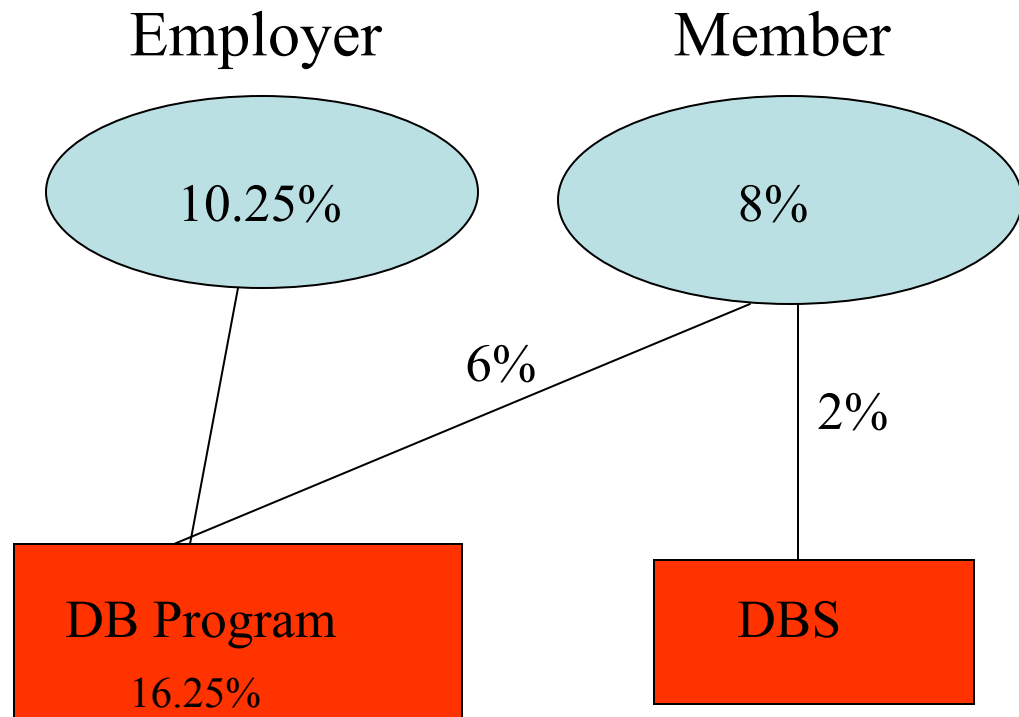 Employer
Member
10.25%
8%
6%
2%
DB Program
16.25%
DBS